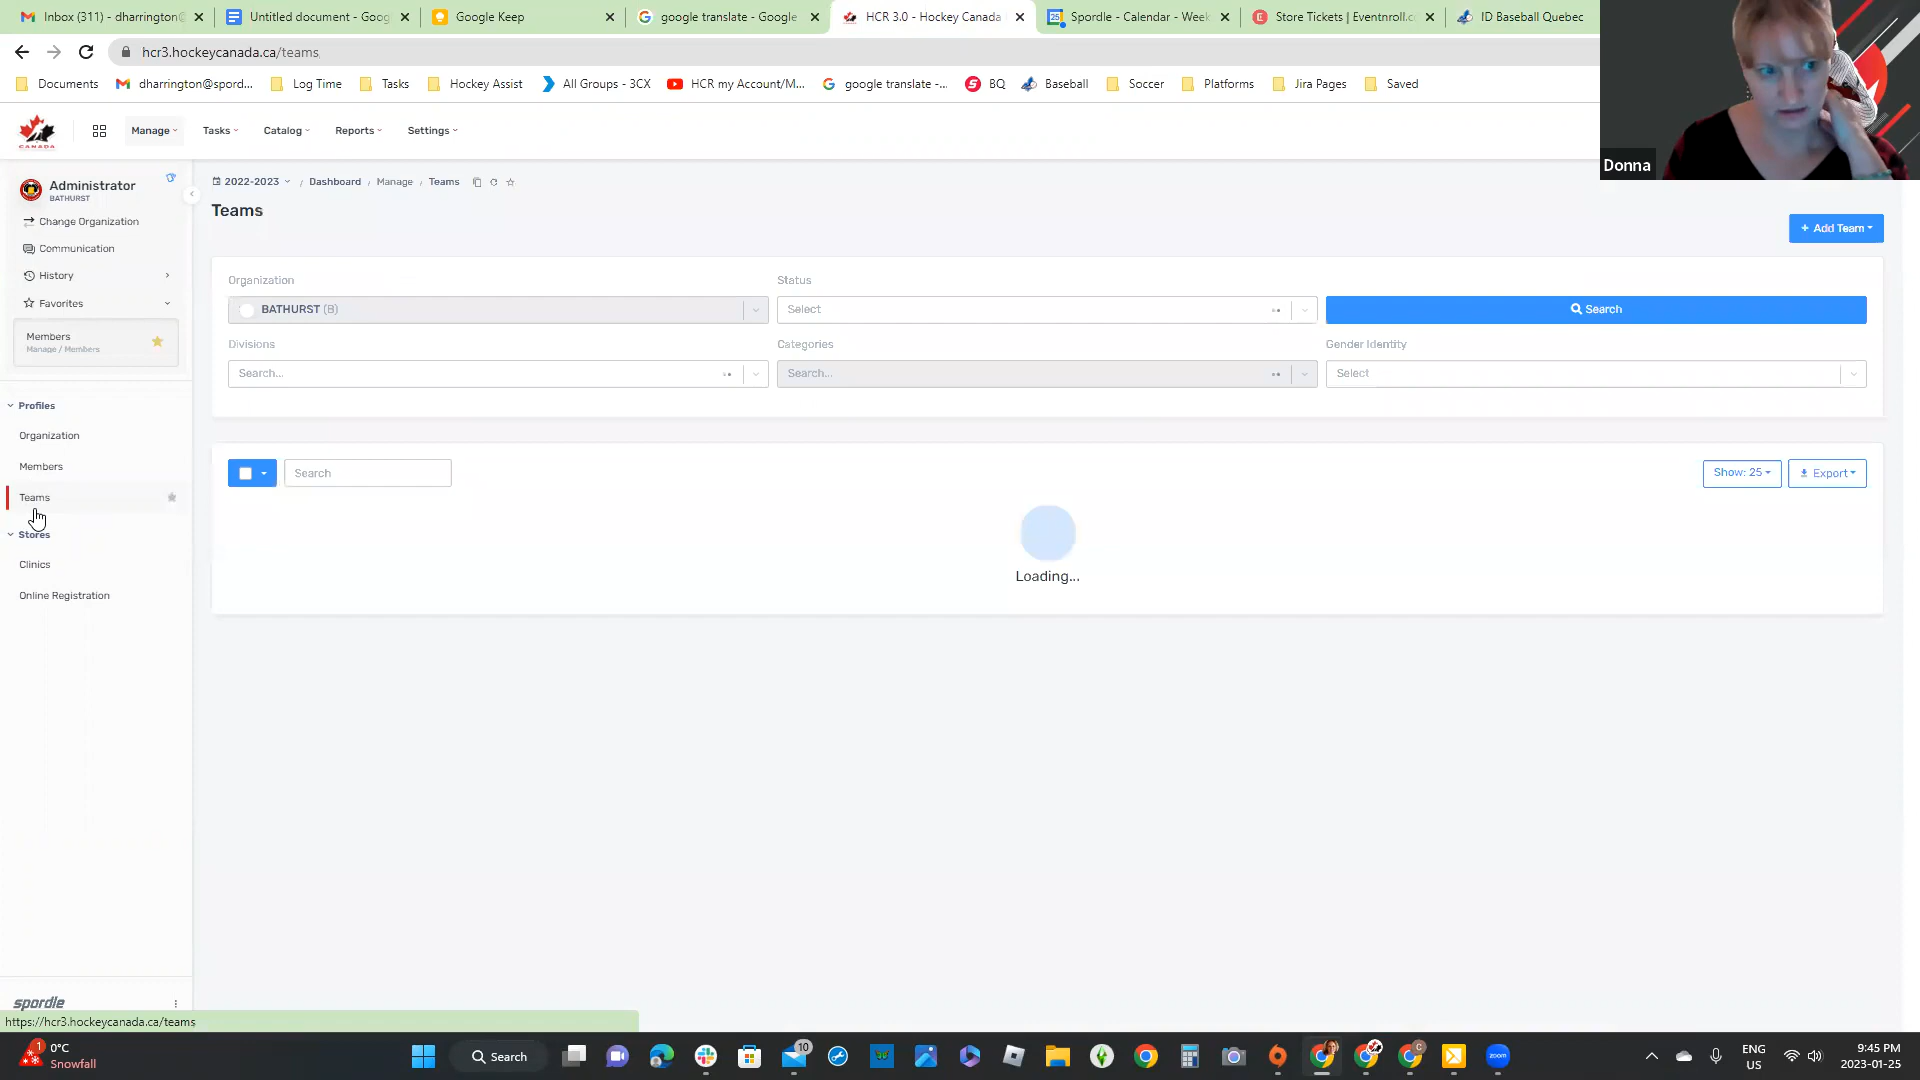 Inbox (311) - dharrington@
Untitled document - Goog
Google Keep
google translate - Google
HCR 3.0 - Hockey Canada
Spordle - Calendar - Week
Store Tickets | Eventnroll.c
ID Baseball Quebec
hcr3.hockeycanada.ca/teams
Documents
dharrington@spord...
Log Time
Tasks
Hockey Assist
All Groups - 3CX
HCR my Account/M...
google translate -...
BQ
Baseball
Soccer
Platforms
Jira Pages
Saved
CANADA
Manage
Tasks
Catalog
Reports
Settings
Donna
Administrator
BATHURST
Change Organization
Communication
History
Favorites
Members
Manage / Members
Profiles
Organization
Members
Teams
Stores
Clinics
Online Registration
spordle
https://hcr3.hockeycanada.ca/teams
2022-2023 / Dashboard / Manage / Teams
Teams
+ Add Team
Organization
BATHURST (B)
Status
Select
Search
Divisions
Search...
Categories
Search...
Gender Identity
Select
Search
Show: 25
Export
Loading...
1
0°C
Snowfall
Search
10
zoom
ENG
US
9:45 PM
2023-01-25